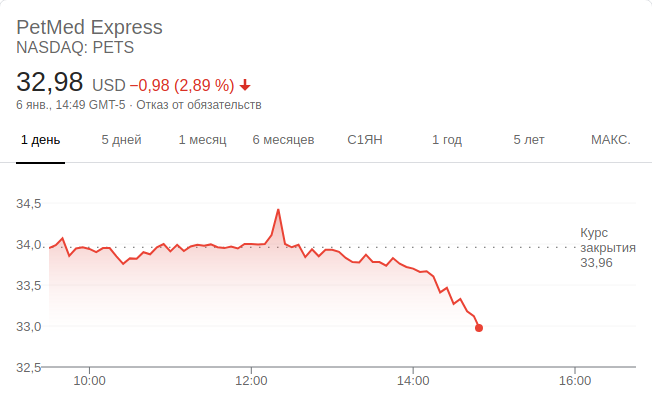 PetMed Express
NASDAQ: PETS
32,98 USD −0,98 (2,89 %)
6 янв., 14:49 GMT-5 · Отказ от обязательств
1 день 5 дней 1 месяц 6 месяцев С1ЯН 1 год 5 лет МАКС.
34,5
34,0
33,5
33,0
32,5
Курс
закрытия
33,96
10:00 12:00 14:00 16:00